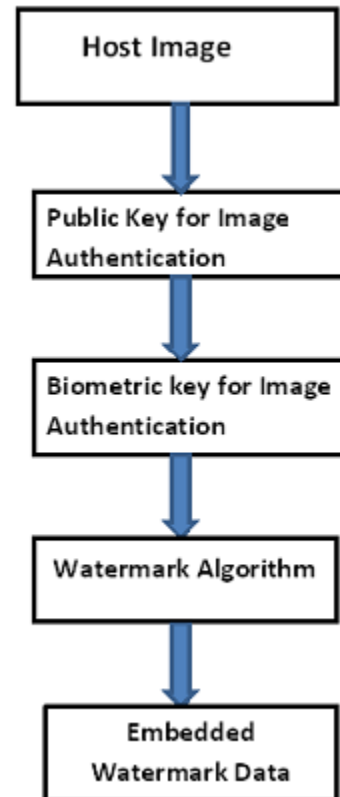 Host Image
Public Key for Image
Authentication
Biometric key for Image
Authentication
Watermark Algorithm
Embedded
Watermark Data